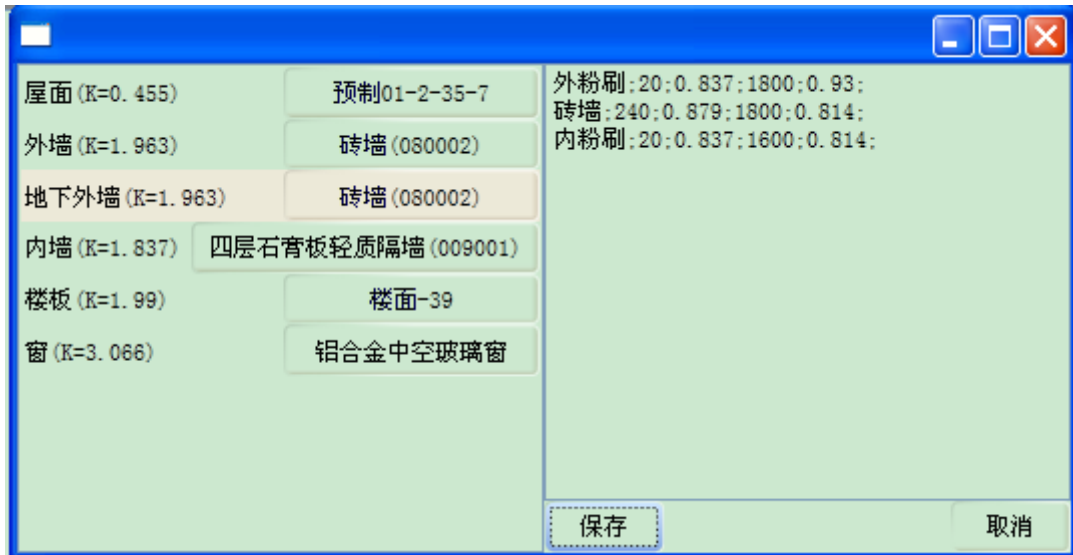 屋面(K=0.455) 预制01-2-35-7
外墙(K=1.963) 砖墙(080002)
地下外墙(K=1.963) 砖墙(080002)
内墙(K=1.837) 四层石膏板轻质隔墙(009001)
楼板(K=1.99) 楼面-39
窗(K=3.066) 铝合金中空玻璃窗
外粉刷;20;0.837;1800;0.93;
砖墙;240;0.879;1800;0.814;
内粉刷;20;0.837;1600;0.814;
保存 取消